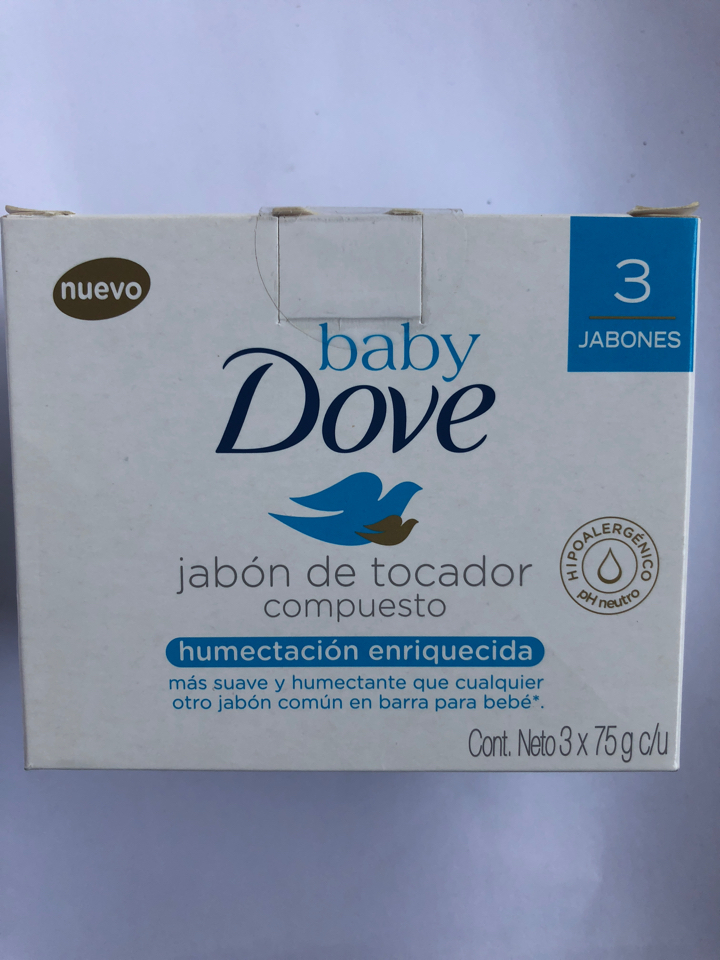 nuevo
3
JABONES
baby
Dove
jabón de tocador
compuesto
HIPOALERGÉNICO
pH neutro
humectación enriquecida
más suave y humectante que cualquier
otro jabón común en barra para bebé*.
Cont. Neto 3 x 75 g c/u